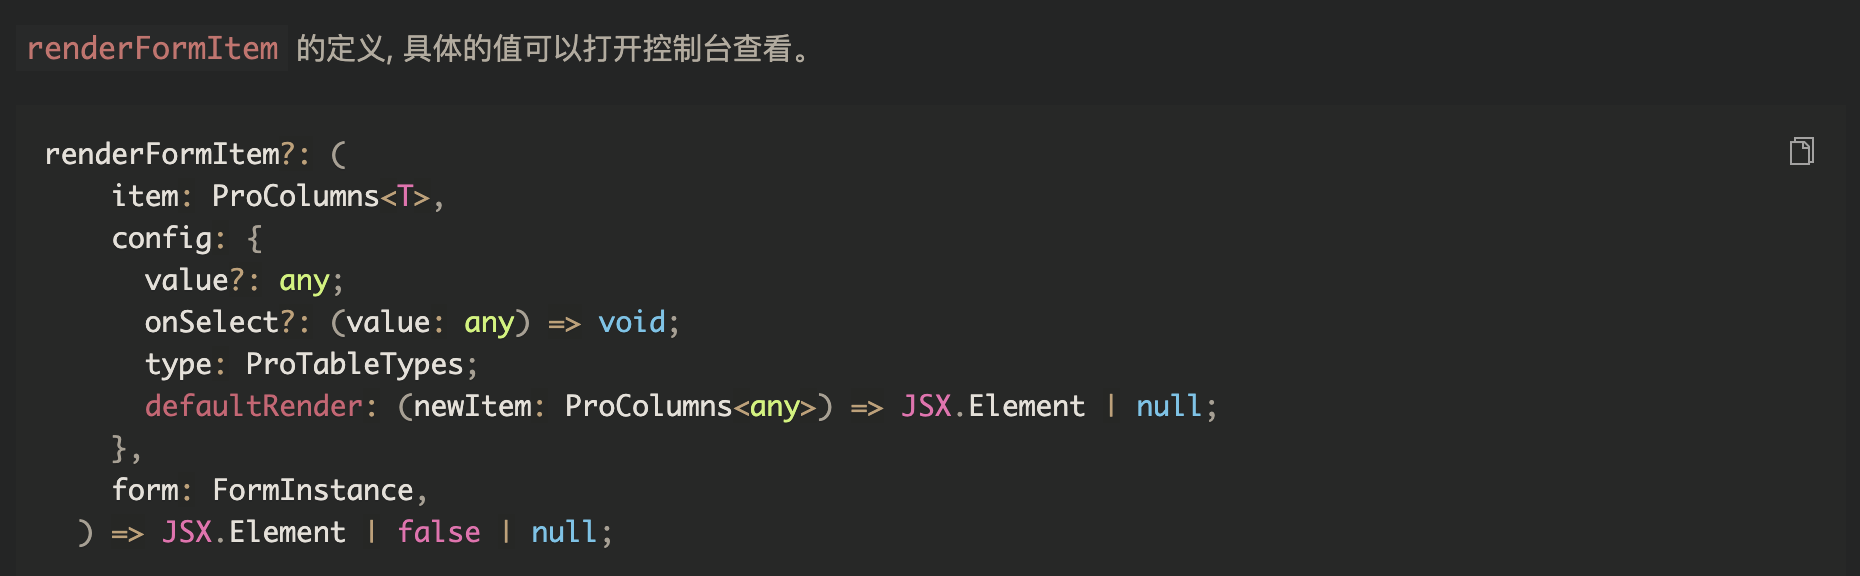 renderFormItem 的定义, 具体的值可以打开控制台查看。
renderFormItem?: (
    item: ProColumns<T>,
    config: {
      value?: any;
      onSelect?: (value: any) => void;
      type: ProTableTypes;
      defaultRender: (newItem: ProColumns<any>) => JSX.Element | null;
    },
    form: FormInstance,
  ) => JSX.Element | false | null;